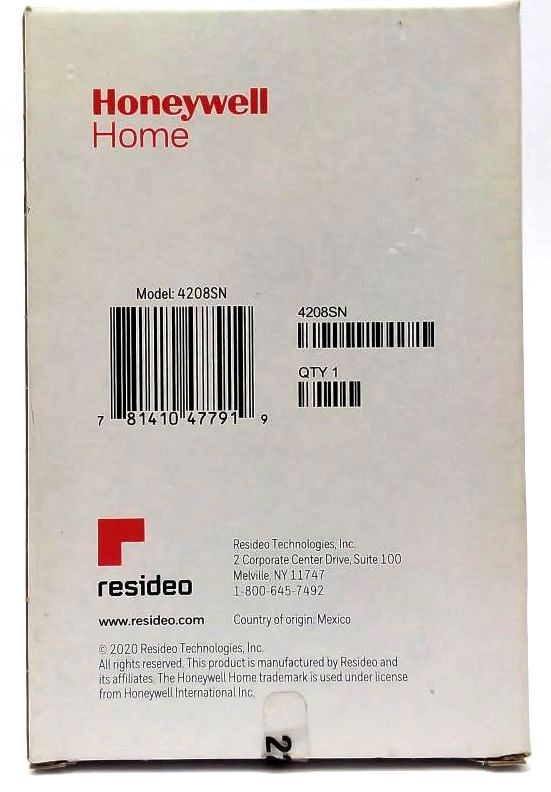 Honeywell
Home
Model: 4208SN
7 81410 47791 9
4208SN
QTY 1
resideo
www.resideo.com
Resideo Technologies, Inc.
2 Corporate Center Drive, Suite 100
Melville, NY 11747
1-800-645-7492
Country of origin: Mexico
© 2020 Resideo Technologies, Inc.
All rights reserved. This product is manufactured by Resideo and
its affiliates. The Honeywell Home trademark is used under license
from Honeywell International Inc.